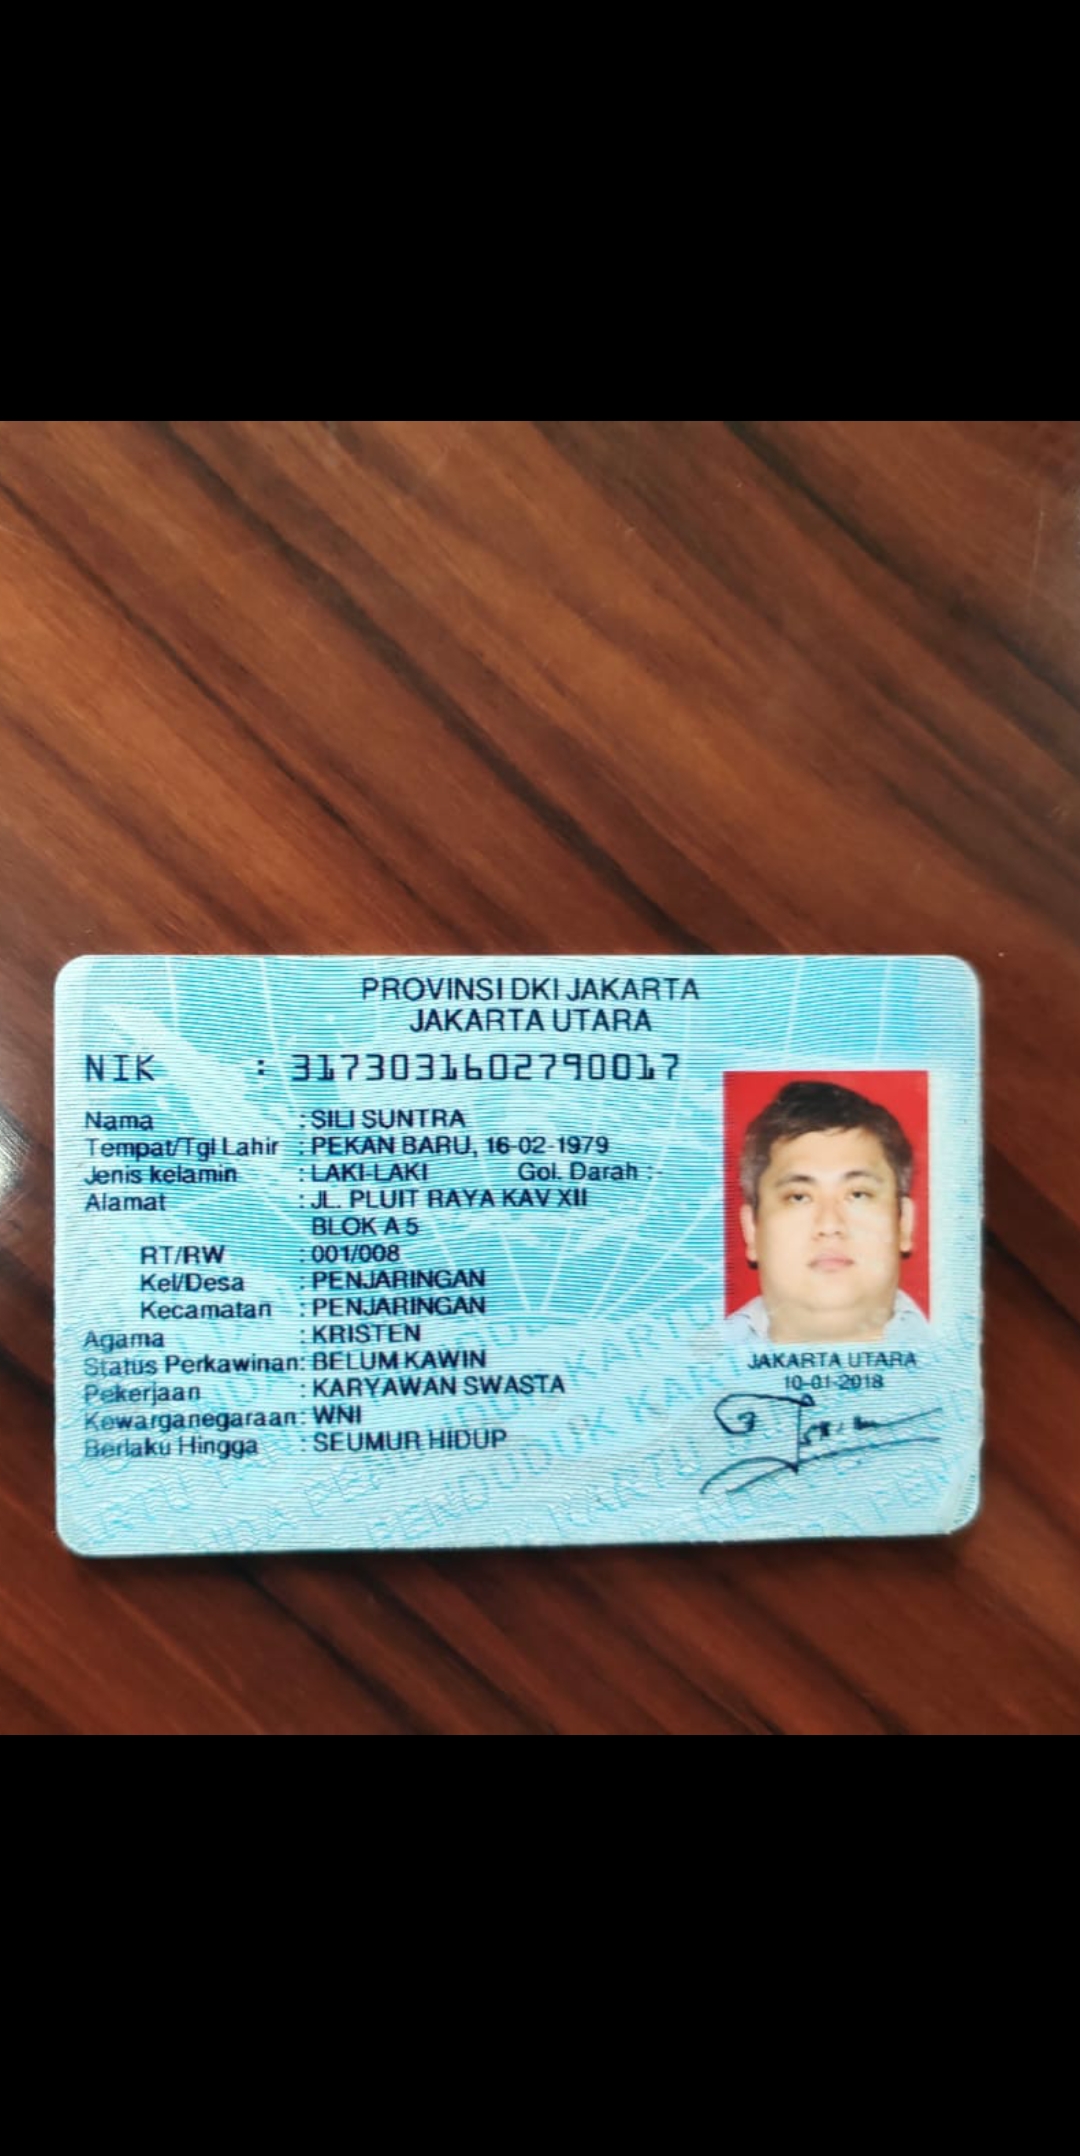 PROVINSI DKI JAKARTA
JAKARTA UTARA
NIK : 3173031602790017
Nama : SILI SUNTRA
Tempat/Tgl Lahir : PEKAN BARU, 16-02-1979
Jenis kelamin : LAKI-LAKI Gol. Darah : -
Alamat : JL. PLUIT RAYA KAV XII
BLOK A 5
RT/RW : 001/008
Kel/Desa : PENJARINGAN
Kecamatan : PENJARINGAN
Agama : KRISTEN
Status Perkawinan : BELUM KAWIN
Pekerjaan : KARYAWAN SWASTA
Kewarganegaraan : WNI
Berlaku Hingga : SEUMUR HIDUP
JAKARTA UTARA
10-01-2018